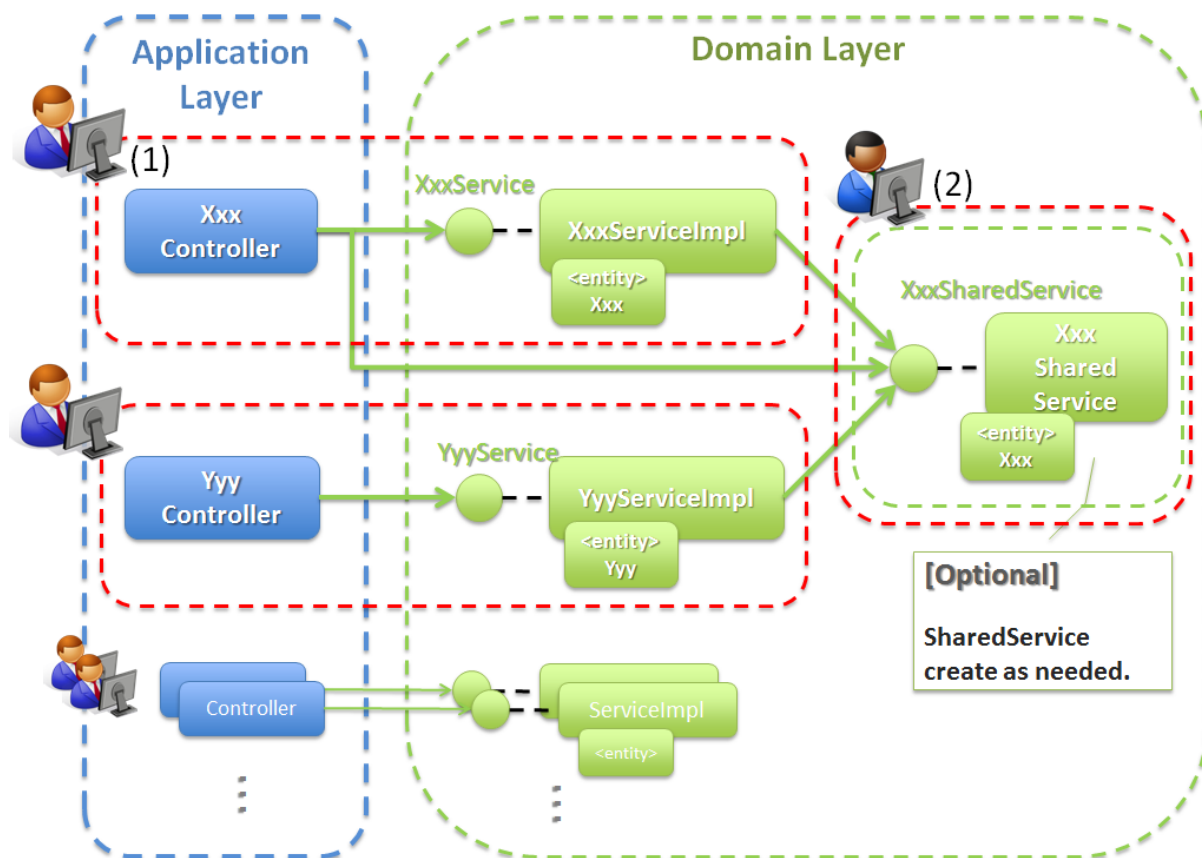 Application
Layer
Domain Layer
(1)
XxxService
Xxx
Controller
XxxServiceImpl
<entity>
Xxx
(2)
XxxSharedService
Xxx
Shared
Service
<entity>
Xxx
YyyService
Yyy
Controller
YyyServiceImpl
<entity>
Yyy
[Optional]
SharedService
create as needed.
Controller
ServiceImpl
<entity>